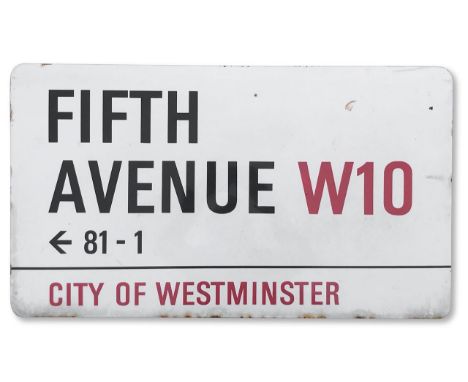 FIFTH
AVENUE W10
← 81 - 1
CITY OF WESTMINSTER